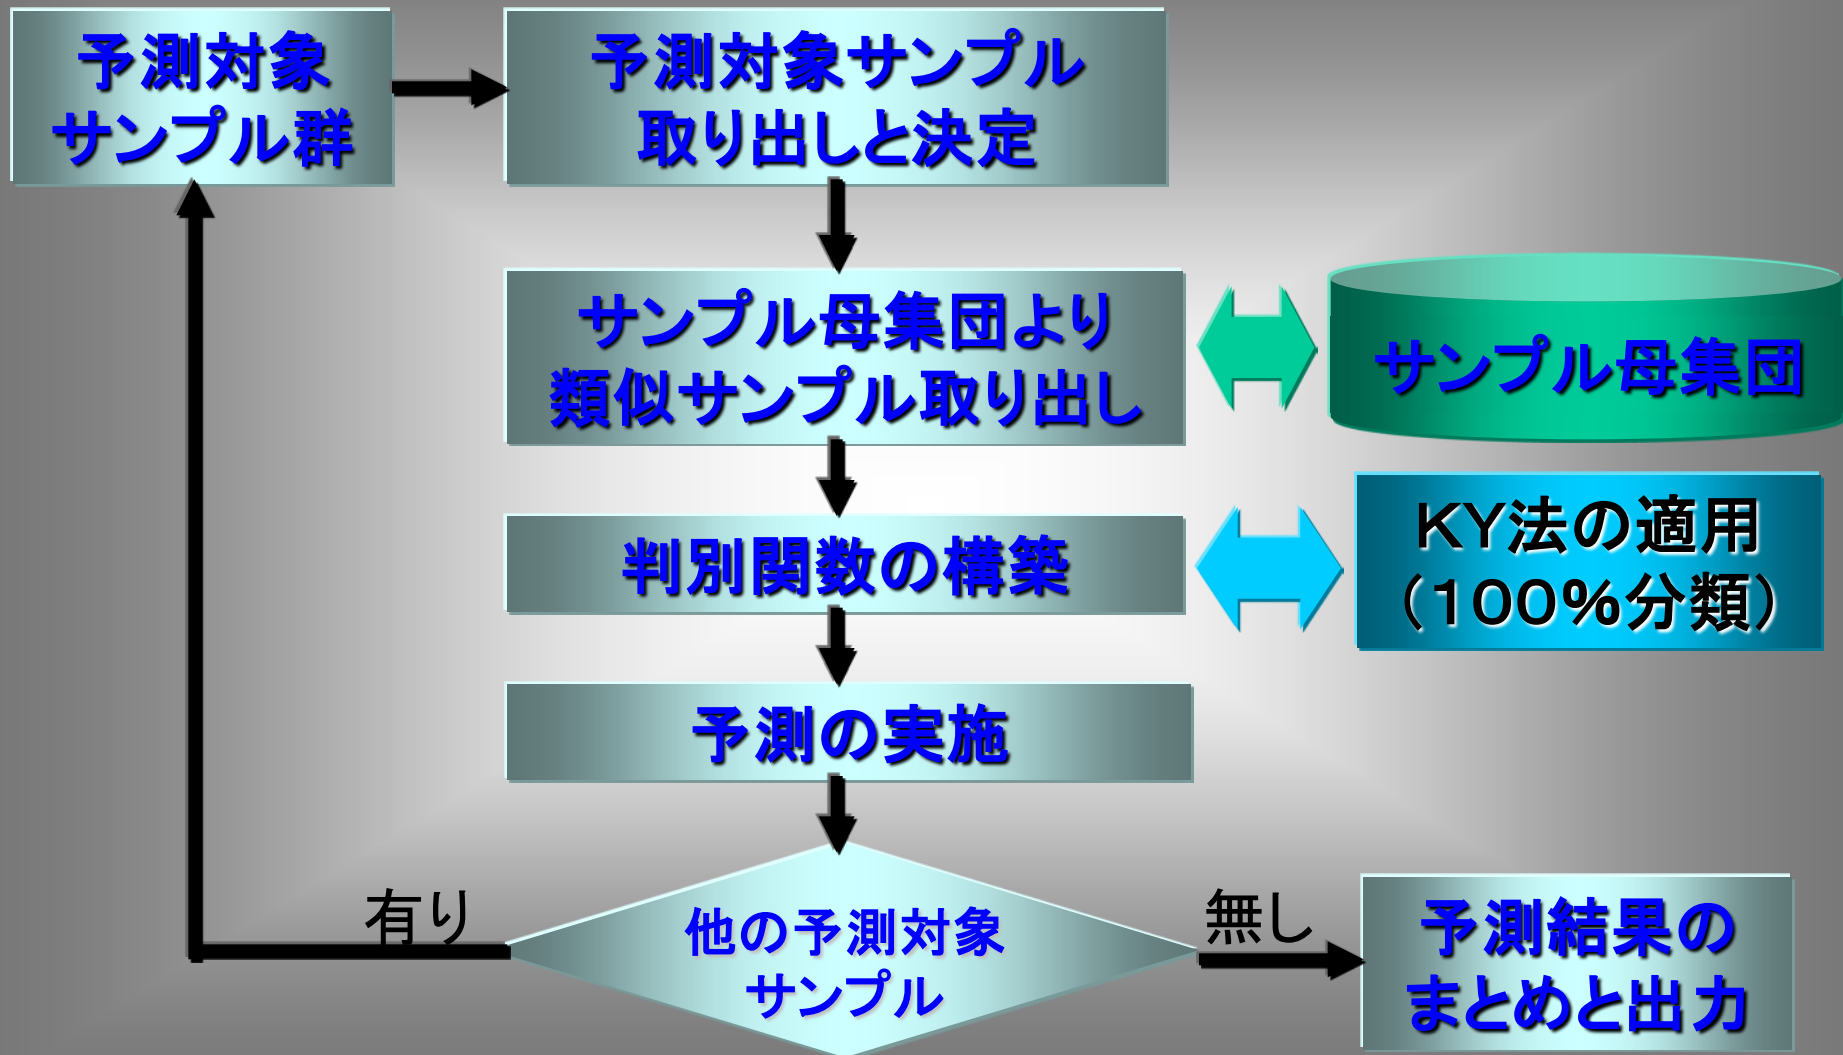 予測対象
サンプル群
予測対象サンプル
取り出しと決定
サンプル母集団より
類似サンプル取り出し
サンプル母集団
判別関数の構築
ＫＹ法の適用
（１００％分類）
予測の実施
他の予測対象
サンプル
有り
無し
予測結果の
まとめと出力